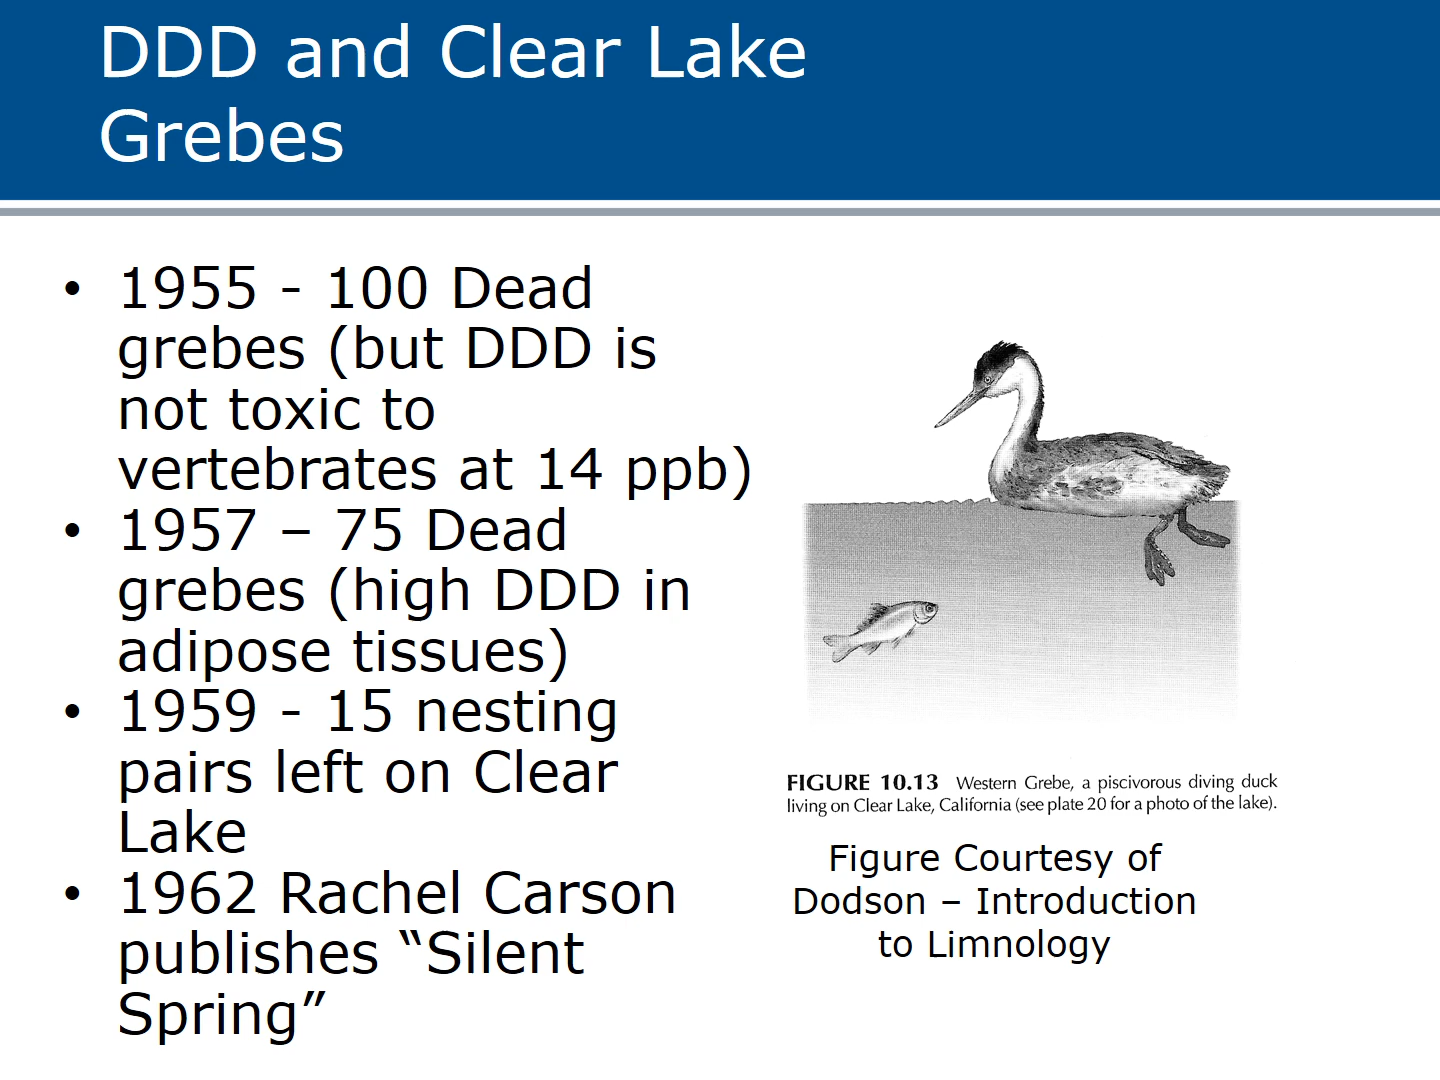 DDD and Clear Lake
Grebes
• 1955 - 100 Dead
grebes (but DDD is
not toxic to
vertebrates at 14 ppb)
• 1957 – 75 Dead
grebes (high DDD in
adipose tissues)
• 1959 - 15 nesting
pairs left on Clear
Lake
• 1962 Rachel Carson
publishes “Silent
Spring”
FIGURE 10.13 Western Grebe, a piscivorous diving duck
living on Clear Lake, California (see plate 20 for a photo of the lake).
Figure Courtesy of
Dodson – Introduction
to Limnology